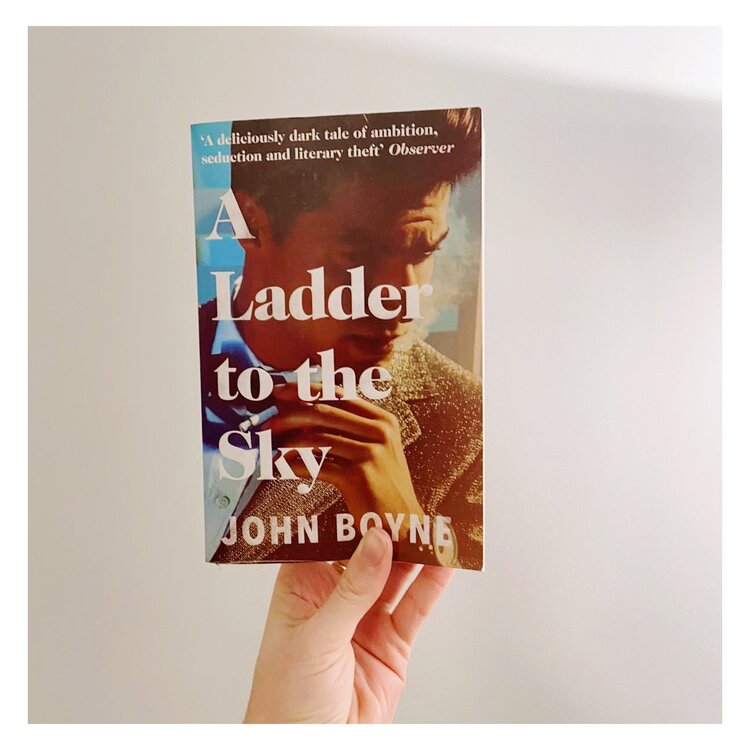 ‘A deliciously dark tale of ambition,
seduction and literary theft’ Observer
A
Ladder
to the
Sky
JOHN BOYNE